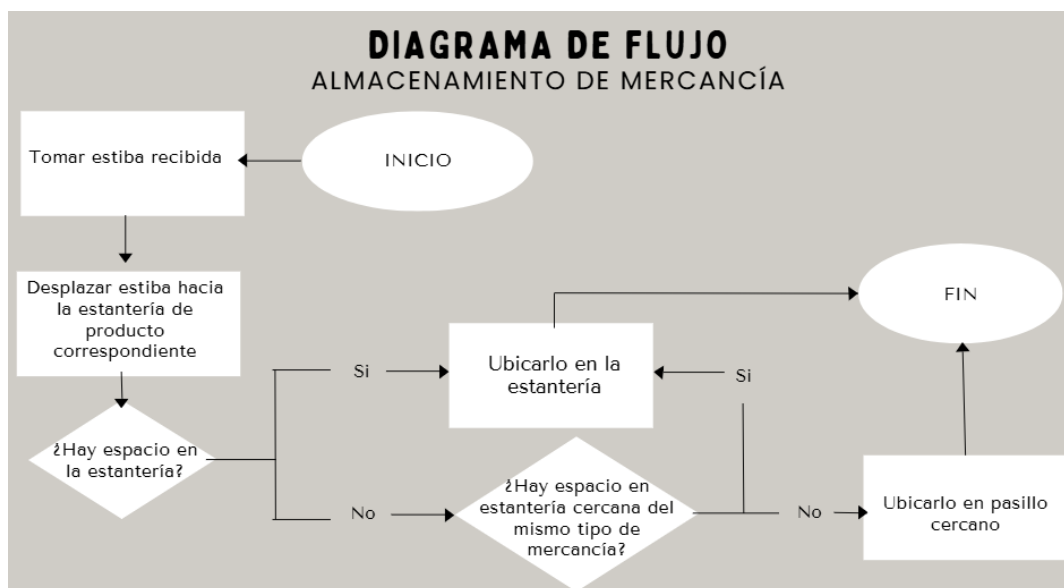 DIAGRAMA DE FLUJO
ALMACENAMIENTO DE MERCANCÍA
INICIO
Tomar estiba recibida
Desplazar estiba hacia
la estantería de
producto
correspondiente
¿Hay espacio en
la estantería?
Si
Ubicarlo en la
estantería
No
¿Hay espacio en
estantería cercana del
mismo tipo de
mercancía?
Si
No
Ubicarlo en pasillo
cercano
FIN